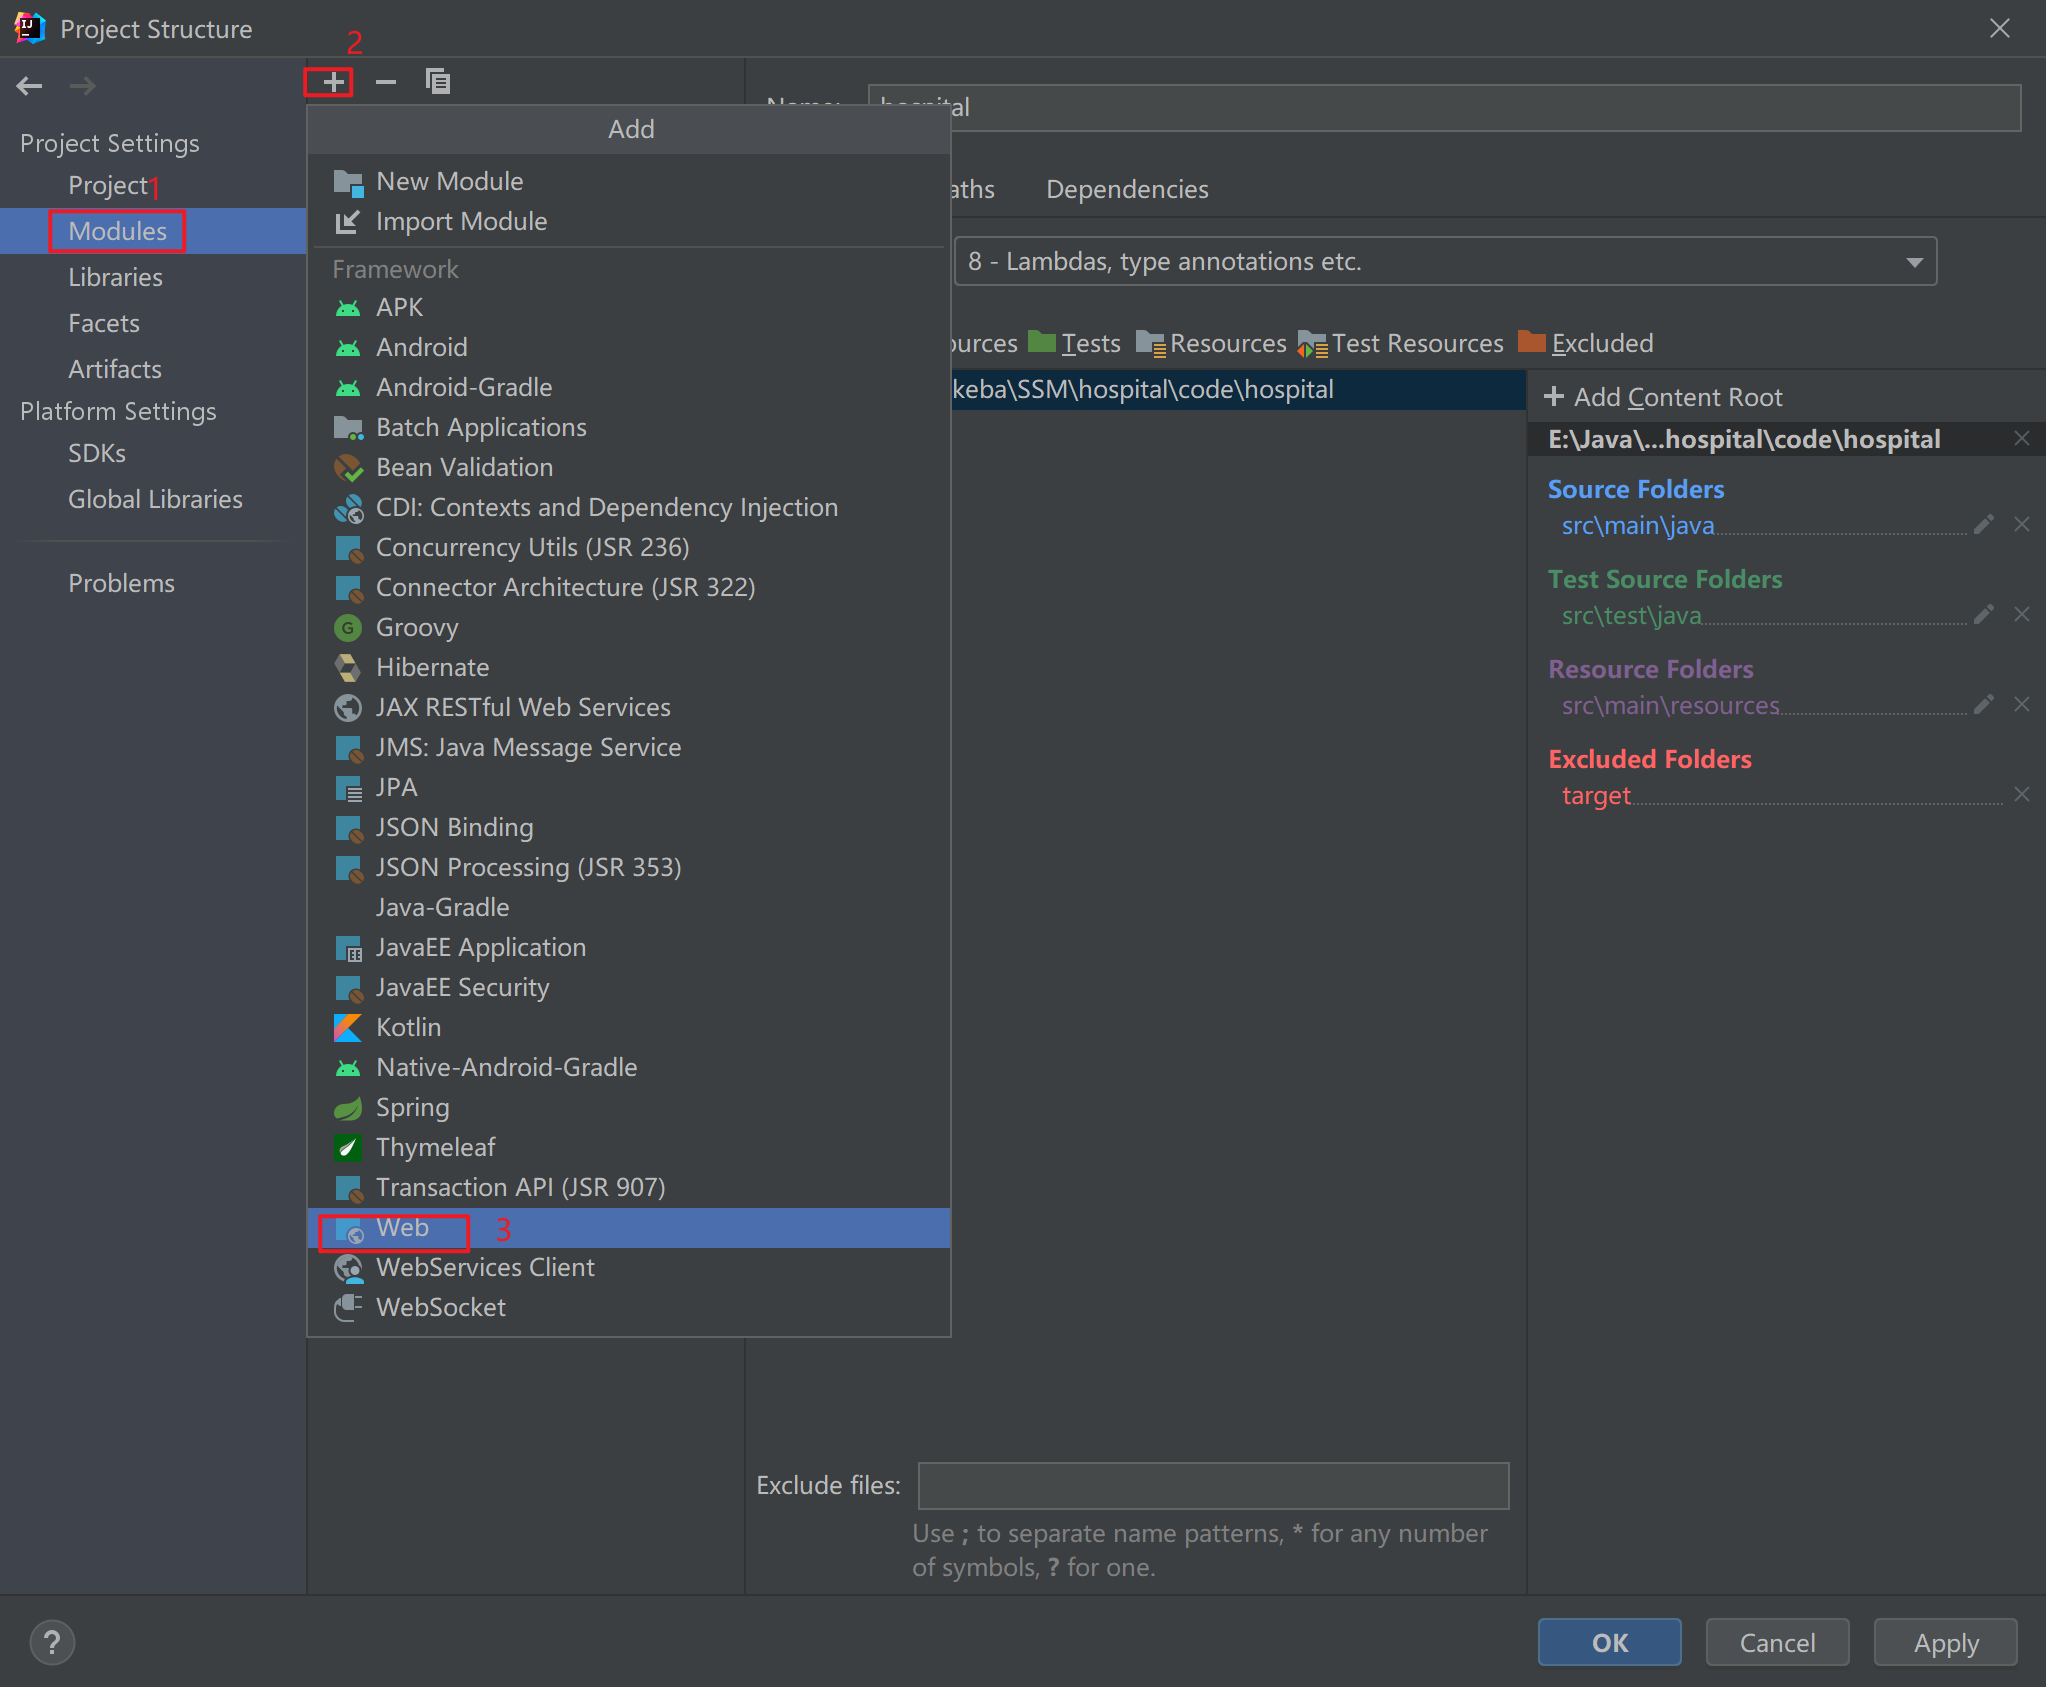 Project Structure
2
Project Settings
Project1
Modules
Libraries
Facets
Artifacts
Platform Settings
SDKs
Global Libraries
Problems
Add
New Module
Import Module
Framework
APK
Android
Android-Gradle
Batch Applications
Bean Validation
CDI: Contexts and Dependency Injection
Concurrency Utils (JSR 236)
Connector Architecture (JSR 322)
G Groovy
Hibernate
JAX RESTful Web Services
JMS: Java Message Service
JPA
JSON Binding
JSON Processing (JSR 353)
Java-Gradle
JavaEE Application
JavaEE Security
Kotlin
Native-Android-Gradle
Spring
Thymeleaf
Transaction API (JSR 907)
Web 3
WebServices Client
WebSocket
Name: hospital
aths Dependencies
8 - Lambdas, type annotations etc.
ources Tests Resources Test Resources Excluded
keba\SSM\hospital\code\hospital
Add Content Root
E:\Java\...hospital\code\hospital
Source Folders
src\main\java
Test Source Folders
src\test\java
Resource Folders
src\main\resources
Excluded Folders
target
Exclude files:
Use ; to separate name patterns, * for any number
of symbols, ? for one.
?
OK Cancel Apply